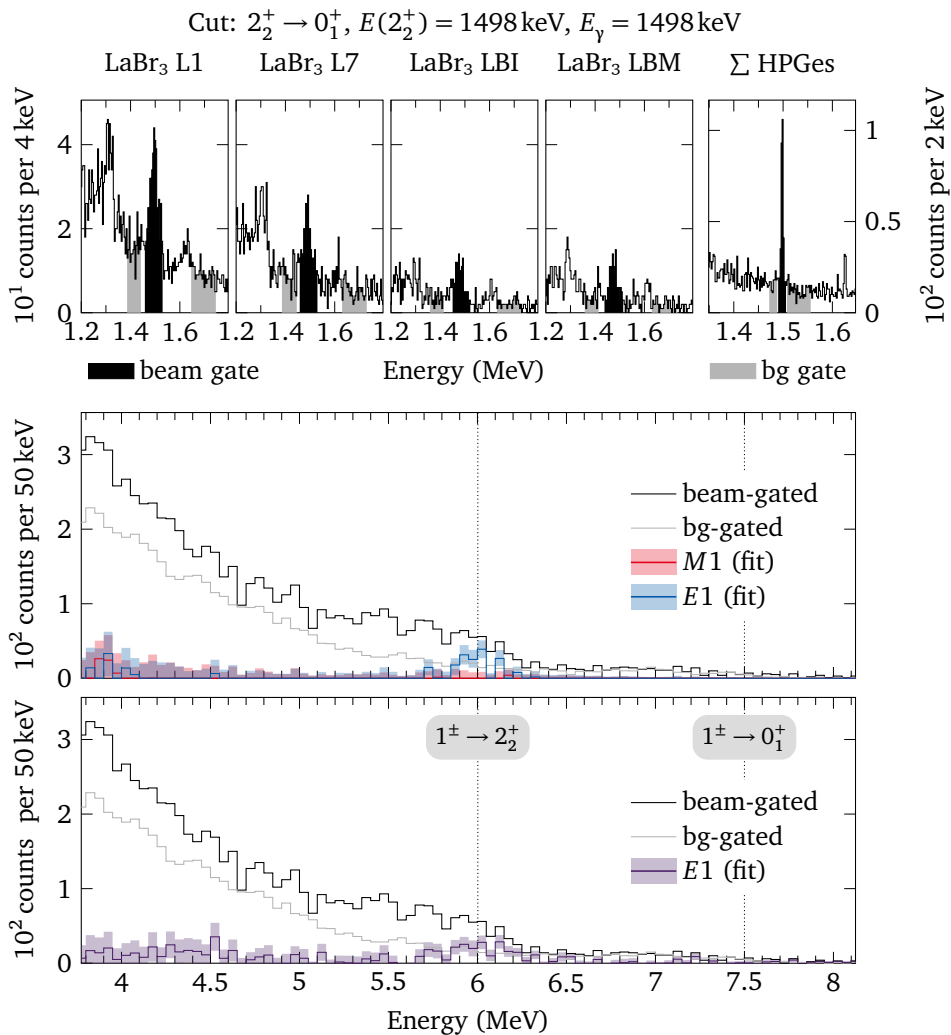 Cut: 2₂⁺ → 0₁⁺, E(2₂⁺) = 1498 keV, Eγ = 1498 keV
LaBr₃ L1 LaBr₃ L7 LaBr₃ LBI LaBr₃ LBM Σ HPGes
10¹ counts per 4 keV
4
2
0
1
0.5
0
10² counts per 2 keV
1.2 1.4 1.6 1.2 1.4 1.6 1.2 1.4 1.6 1.2 1.4 1.6 1.4 1.5 1.6
beam gate Energy (MeV) bg gate
10² counts per 50 keV
3
2
1
0
beam-gated
bg-gated
M1 (fit)
E1 (fit)
10² counts per 50 keV
3
2
1
0
1± → 2₂⁺ 1± → 0₁⁺
beam-gated
bg-gated
E1 (fit)
4 4.5 5 5.5 6 6.5 7 7.5 8
Energy (MeV)